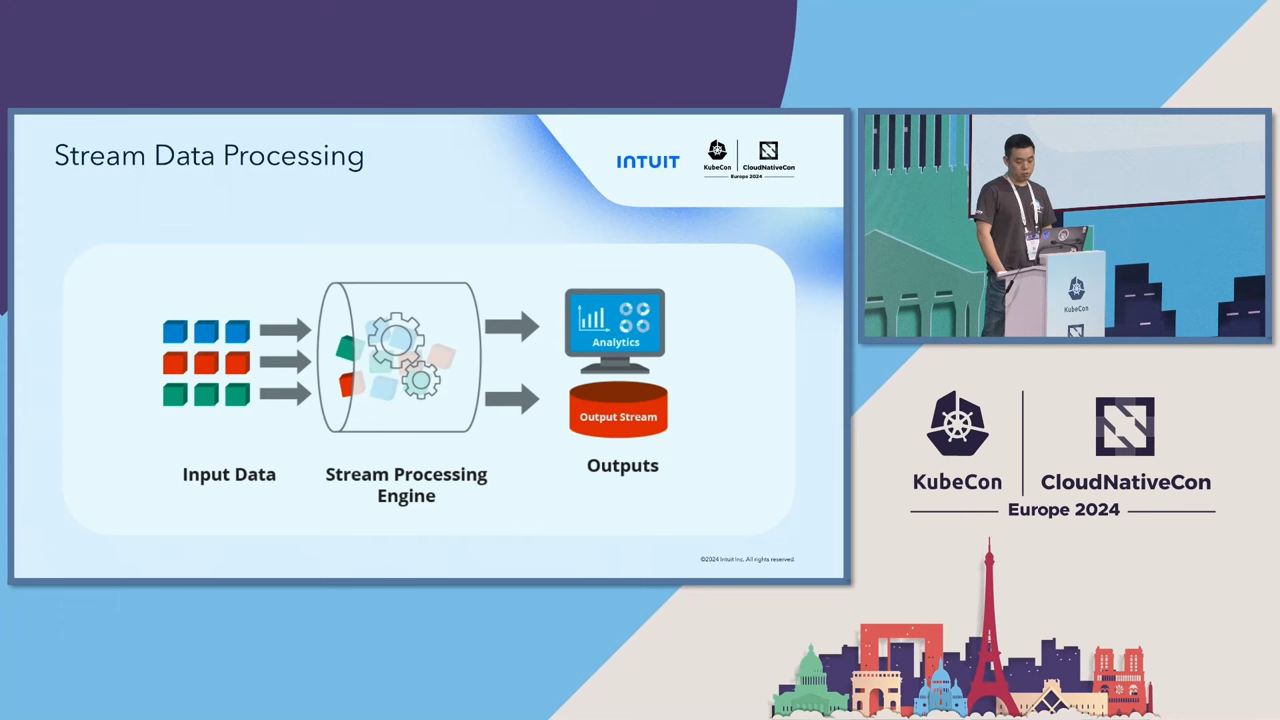 Stream Data Processing
INTUIT
KubeCon
CloudNativeCon
Europe 2024
Analytics
Output Stream
Input Data
Stream Processing
Engine
Outputs
©2024 Intuit Inc. All rights reserved.
KubeCon
KubeCon
CloudNativeCon
Europe 2024